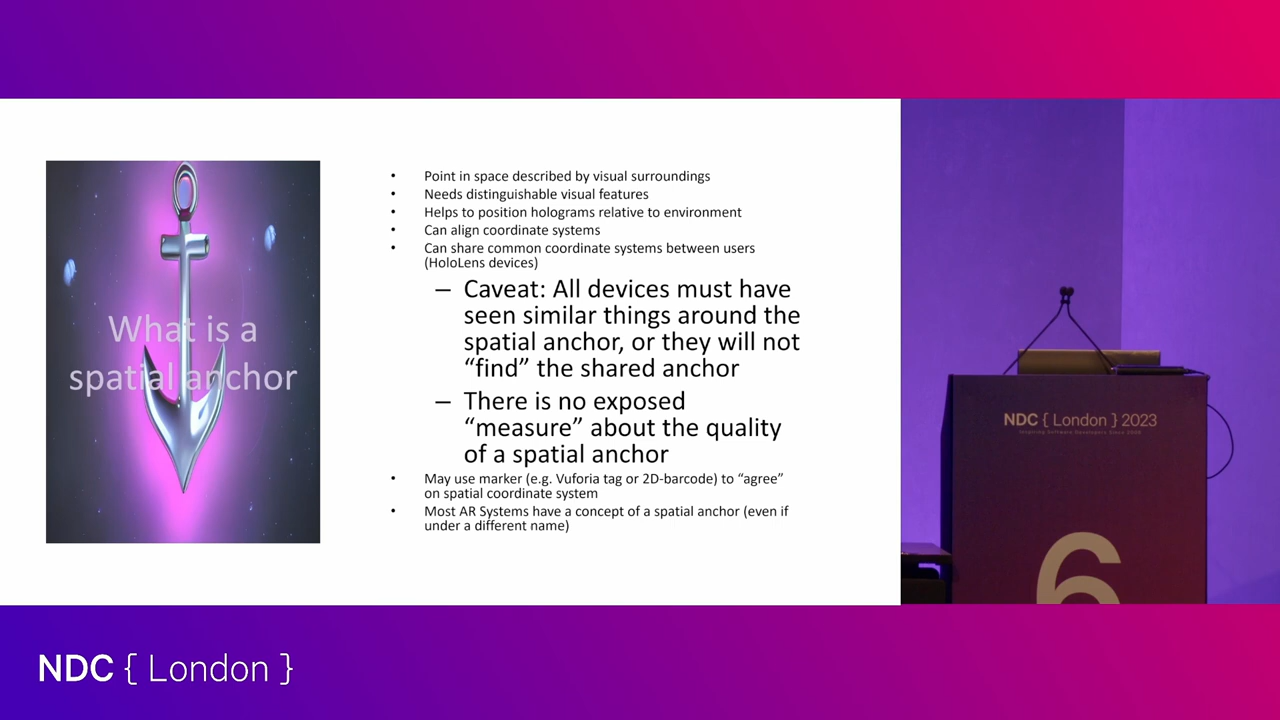 What is a
spatial anchor
• Point in space described by visual surroundings
• Needs distinguishable visual features
• Helps to position holograms relative to environment
• Can align coordinate systems
• Can share common coordinate systems between users
(HoloLens devices)
– Caveat: All devices must have
seen similar things around the
spatial anchor, or they will not
“find” the shared anchor
– There is no exposed
“measure” about the quality
of a spatial anchor
• May use marker (e.g. Vuforia tag or 2D-barcode) to “agree”
on spatial coordinate system
• Most AR Systems have a concept of a spatial anchor (even if
under a different name)
NDC { London } 2023
6
NDC { London }